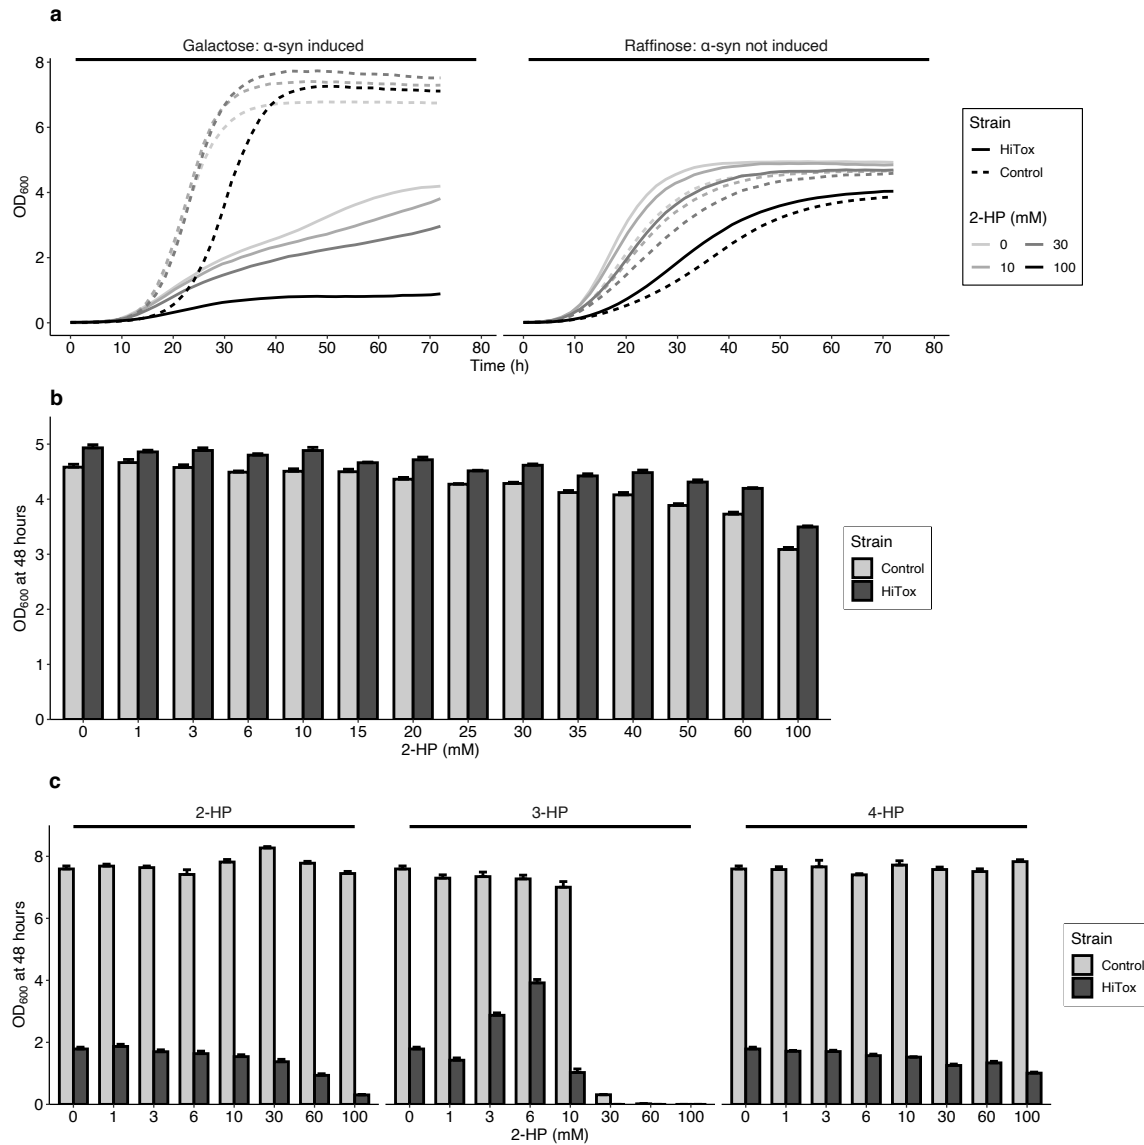 a
Galactose: α-syn induced
Raffinose: α-syn not induced
8
6
4
2
0
OD600
0 10 20 30 40 50 60 70 80
0 10 20 30 40 50 60 70 80
Time (h)
Strain
HiTox
Control
2-HP (mM)
0 30
10 100
b
5
4
3
2
1
0
OD600 at 48 hours
0 1 3 6 10 15 20 25 30 35 40 50 60 100
2-HP (mM)
Strain
Control
HiTox
c
2-HP 3-HP 4-HP
8
6
4
2
0
OD600 at 48 hours
0 1 3 6 10 30 60 100
0 1 3 6 10 30 60 100
0 1 3 6 10 30 60 100
2-HP (mM)
Strain
Control
HiTox